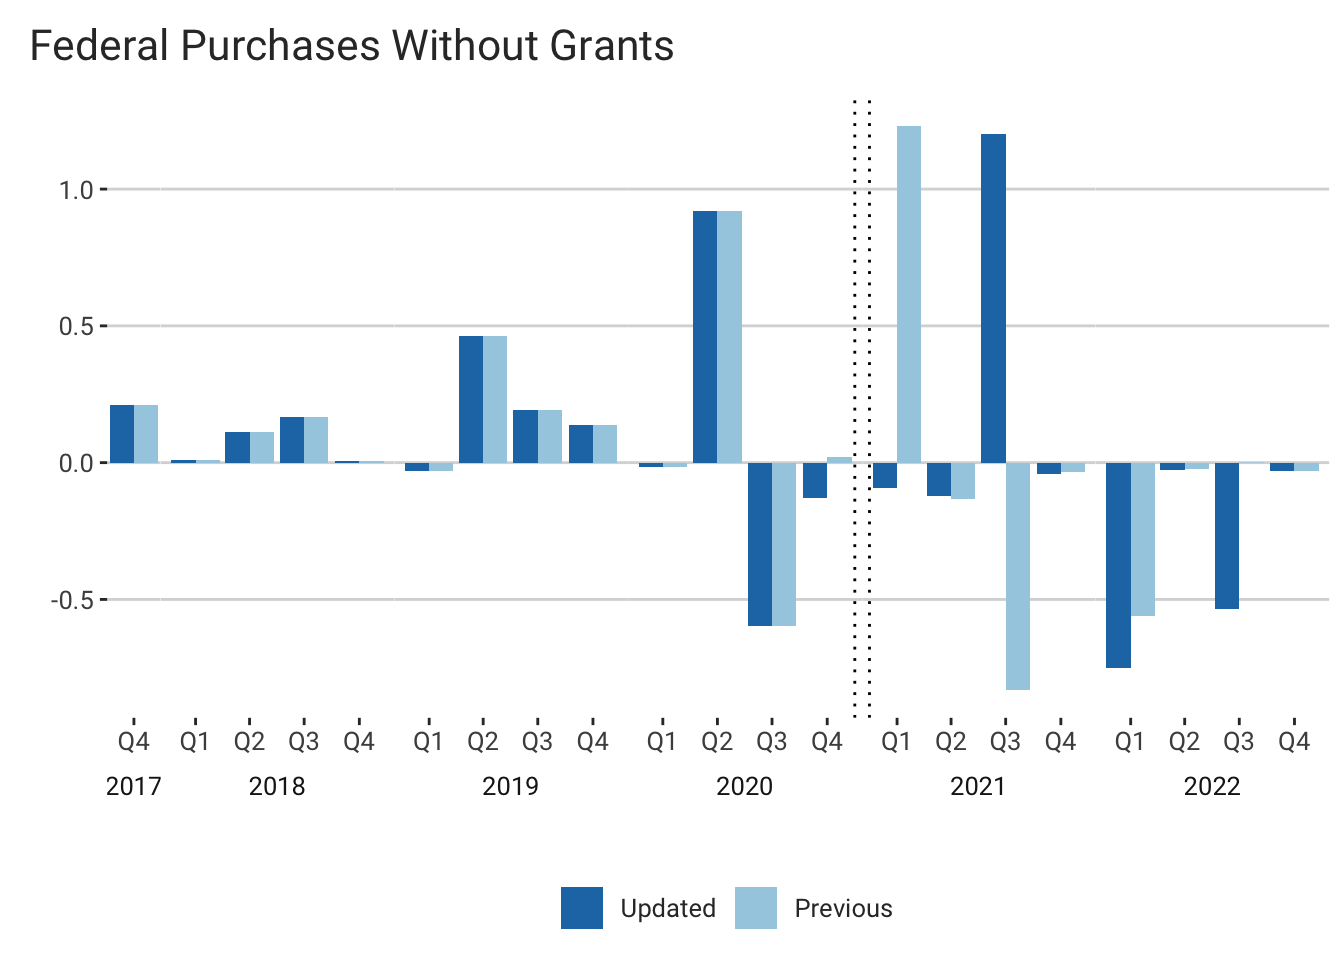 Federal Purchases Without Grants
1.0
0.5
0.0
-0.5
Q4 Q1 Q2 Q3 Q4 Q1 Q2 Q3 Q4 Q1 Q2 Q3 Q4 Q1 Q2 Q3 Q4 Q1 Q2 Q3 Q4
2017 2018 2019 2020 2021 2022
Updated Previous